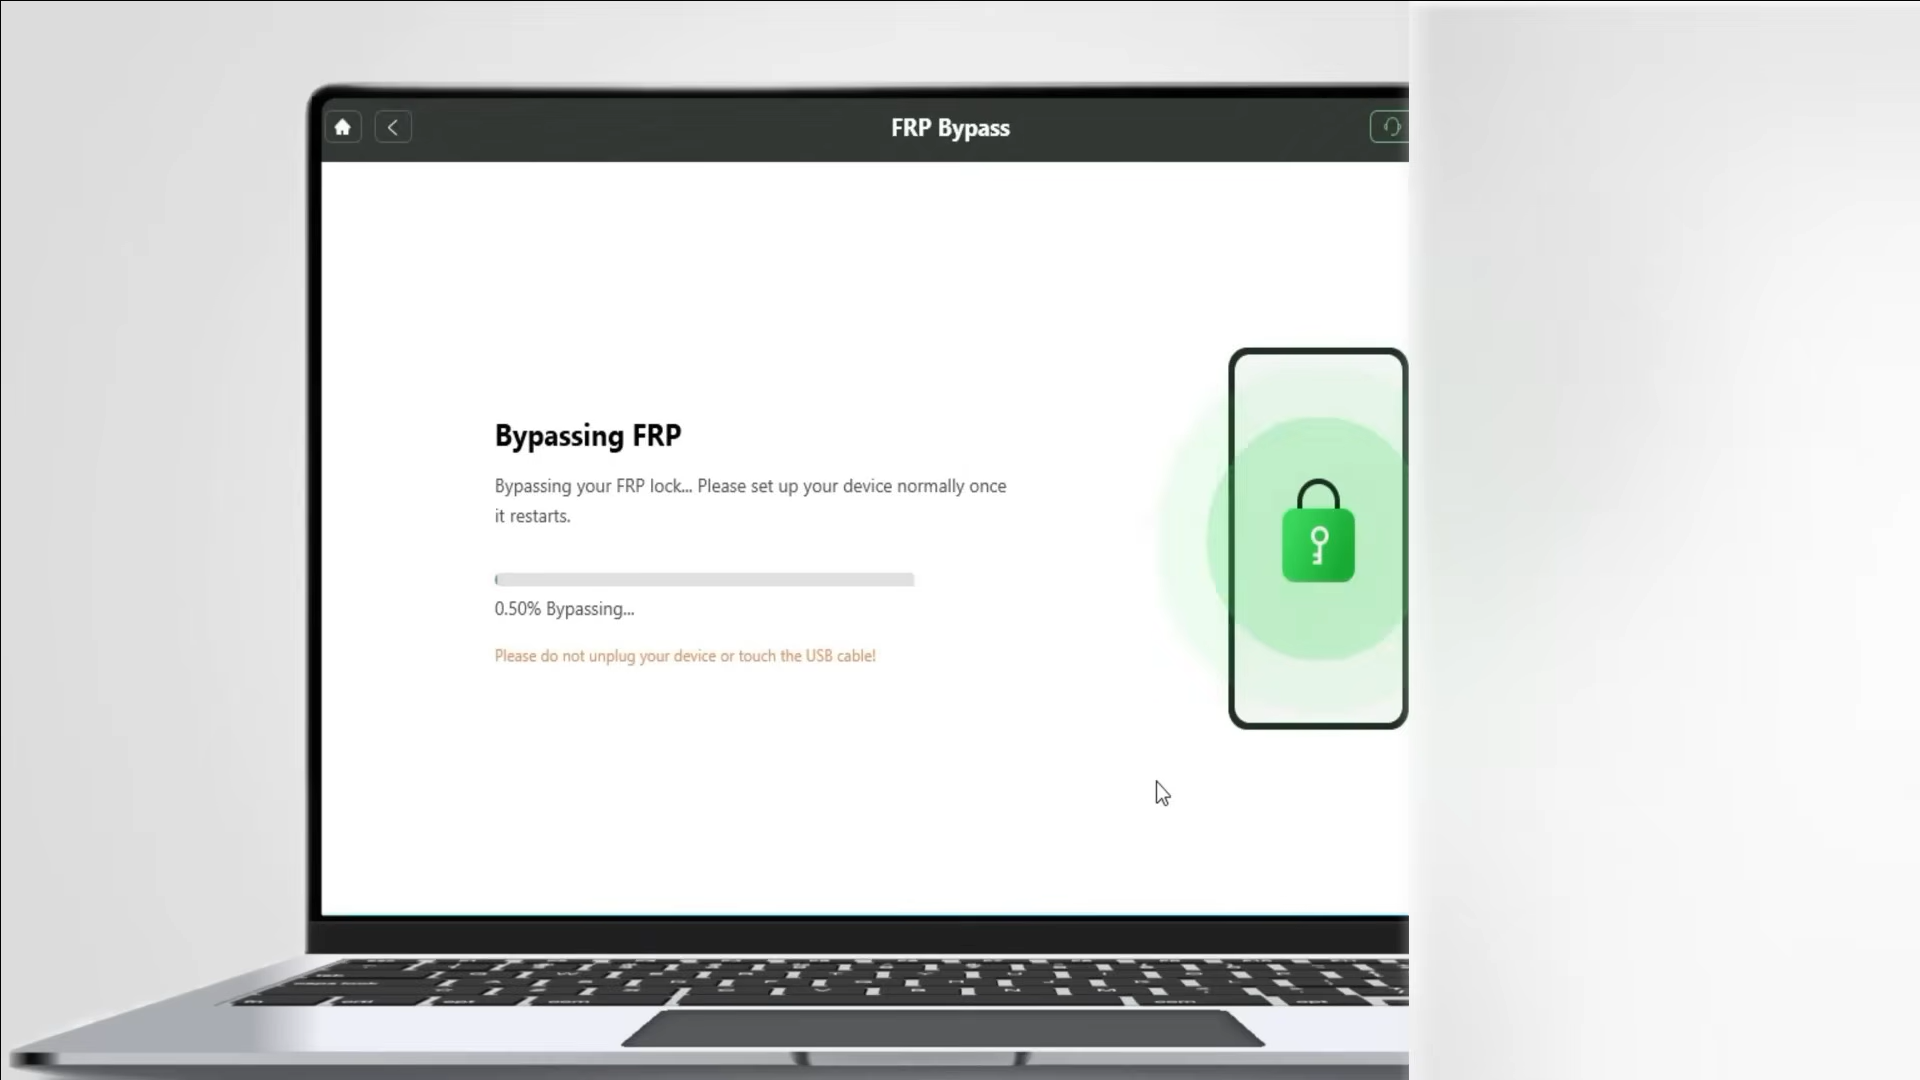 FRP Bypass
Bypassing FRP
Bypassing your FRP lock... Please set up your device normally once
it restarts.
0.50% Bypassing...
Please do not unplug your device or touch the USB cable!